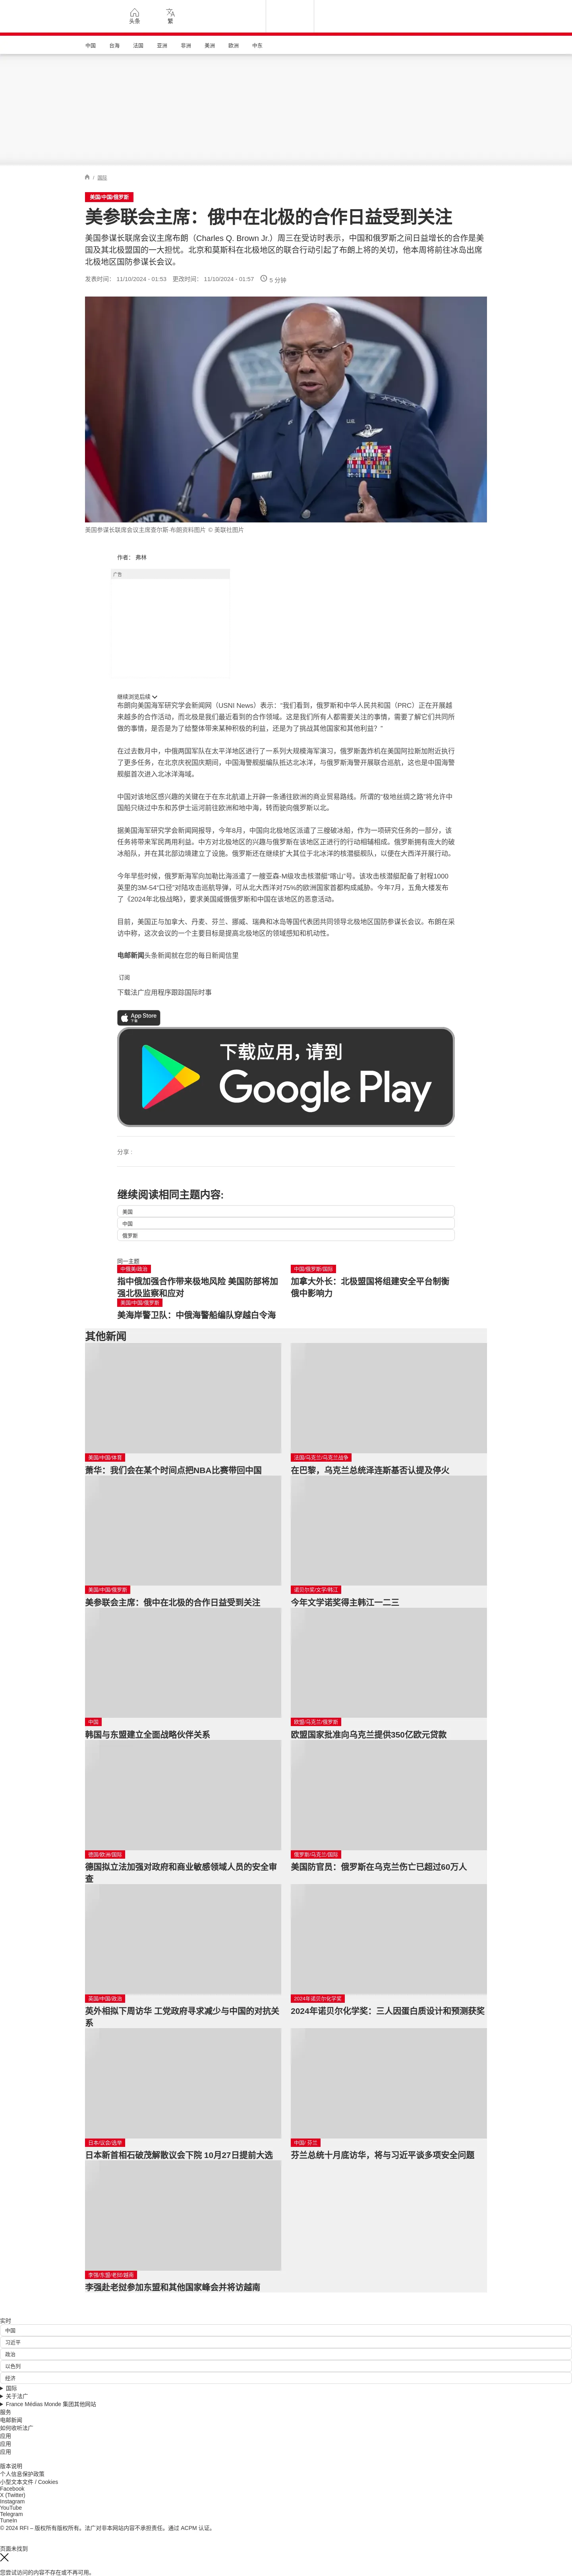 头条
繁
中国 台海 法国 亚洲 非洲 美洲 欧洲 中东
/ 国际
美国/中国/俄罗斯
美参联会主席：俄中在北极的合作日益受到关注
美国参谋长联席会议主席布朗（Charles Q. Brown Jr.）周三在受访时表示，中国和俄罗斯之间日益增长的合作是美
国及其北极盟国的一大担忧。北京和莫斯科在北极地区的联合行动引起了布朗上将的关切，他本周将前往冰岛出席
北极地区国防参谋长会议。
发表时间： 11/10/2024 - 01:53 更改时间： 11/10/2024 - 01:57 5 分钟
美国参谋长联席会议主席查尔斯·布朗资料图片 © 美联社图片
作者： 弗林
广告
继续浏览后续
布朗向美国海军研究学会新闻网（USNI News）表示：“我们看到，俄罗斯和中华人民共和国（PRC）正在开展越
来越多的合作活动，而北极是我们最近看到的合作领域。这是我们所有人都需要关注的事情，需要了解它们共同所
做的事情，是否是为了给整体带来某种积极的利益，还是为了挑战其他国家和其他利益？”
在过去数月中，中俄两国军队在太平洋地区进行了一系列大规模海军演习，俄罗斯轰炸机在美国阿拉斯加附近执行
了更多任务，在北京庆祝国庆期间，中国海警舰艇编队抵达北冰洋，与俄罗斯海警开展联合巡航，这也是中国海警
舰艇首次进入北冰洋海域。
中国对该地区感兴趣的关键在于在东北航道上开辟一条通往欧洲的商业贸易路线。所谓的“极地丝绸之路”将允许中
国船只绕过中东和苏伊士运河前往欧洲和地中海，转而驶向俄罗斯以北。
据美国海军研究学会新闻网报导，今年8月，中国向北极地区派遣了三艘破冰船，作为一项研究任务的一部分，该
任务将带来军民两用利益。中方对北极地区的兴趣与俄罗斯在该地区正进行的行动相辅相成。俄罗斯拥有庞大的破
冰船队，并在其北部边境建立了设施。俄罗斯还在继续扩大其位于北冰洋的核潜艇舰队，以便在大西洋开展行动。
今年早些时候，俄罗斯海军向加勒比海派遣了一艘亚森-M级攻击核潜艇“喀山”号。该攻击核潜艇配备了射程1000
英里的3M-54“口径”对陆攻击巡航导弹，可从北大西洋对75%的欧洲国家首都构成威胁。今年7月，五角大楼发布
了《2024年北极战略》，要求美国威慑俄罗斯和中国在该地区的恶意活动。
目前，美国正与加拿大、丹麦、芬兰、挪威、瑞典和冰岛等国代表团共同领导北极地区国防参谋长会议。布朗在采
访中称，这次会议的一个主要目标是提高北极地区的领域感知和机动性。
电邮新闻头条新闻就在您的每日新闻信里
订阅
下载法广应用程序跟踪国际时事
App Store
下载
下载应用，请到
Google Play
分享 :
继续阅读相同主题内容:
美国
中国
俄罗斯
同一主题
中俄美/政治
指中俄加强合作带来极地风险 美国防部将加
强北极监察和应对
中国/俄罗斯/国际
加拿大外长：北极盟国将组建安全平台制衡
俄中影响力
美国/中国/俄罗斯
美海岸警卫队：中俄海警船编队穿越白令海
其他新闻
美国/中国/体育
萧华：我们会在某个时间点把NBA比赛带回中国
法国/乌克兰/乌克兰战争
在巴黎，乌克兰总统泽连斯基否认提及停火
美国/中国/俄罗斯
美参联会主席：俄中在北极的合作日益受到关注
诺贝尔奖/文学/韩江
今年文学诺奖得主韩江一二三
中国
韩国与东盟建立全面战略伙伴关系
欧盟/乌克兰/俄罗斯
欧盟国家批准向乌克兰提供350亿欧元贷款
德国/欧洲/国际
德国拟立法加强对政府和商业敏感领域人员的安全审
查
俄罗斯/乌克兰/国际
美国防官员：俄罗斯在乌克兰伤亡已超过60万人
英国/中国/政治
英外相拟下周访华 工党政府寻求减少与中国的对抗关
系
2024年诺贝尔化学奖
2024年诺贝尔化学奖：三人因蛋白质设计和预测获奖
日本/议会/选举
日本新首相石破茂解散议会下院 10月27日提前大选
中国/ 芬兰
芬兰总统十月底访华，将与习近平谈多项安全问题
李强/东盟/老挝/越南
李强赴老挝参加东盟和其他国家峰会并将访越南
实时
中国
习近平
政治
以色列
经济
国际
关于法广
France Médias Monde 集团其他网站
服务
电邮新闻
如何收听法广
应用
应用
应用
版本说明
个人信息保护政策
小型文本文件 / Cookies
Facebook
X (Twitter)
Instagram
YouTube
Telegram
TuneIn
© 2024 RFI – 版权所有版权所有。法广对非本网站内容不承担责任。通过 ACPM 认证。
页面未找到
您尝试访问的内容不存在或不再可用。